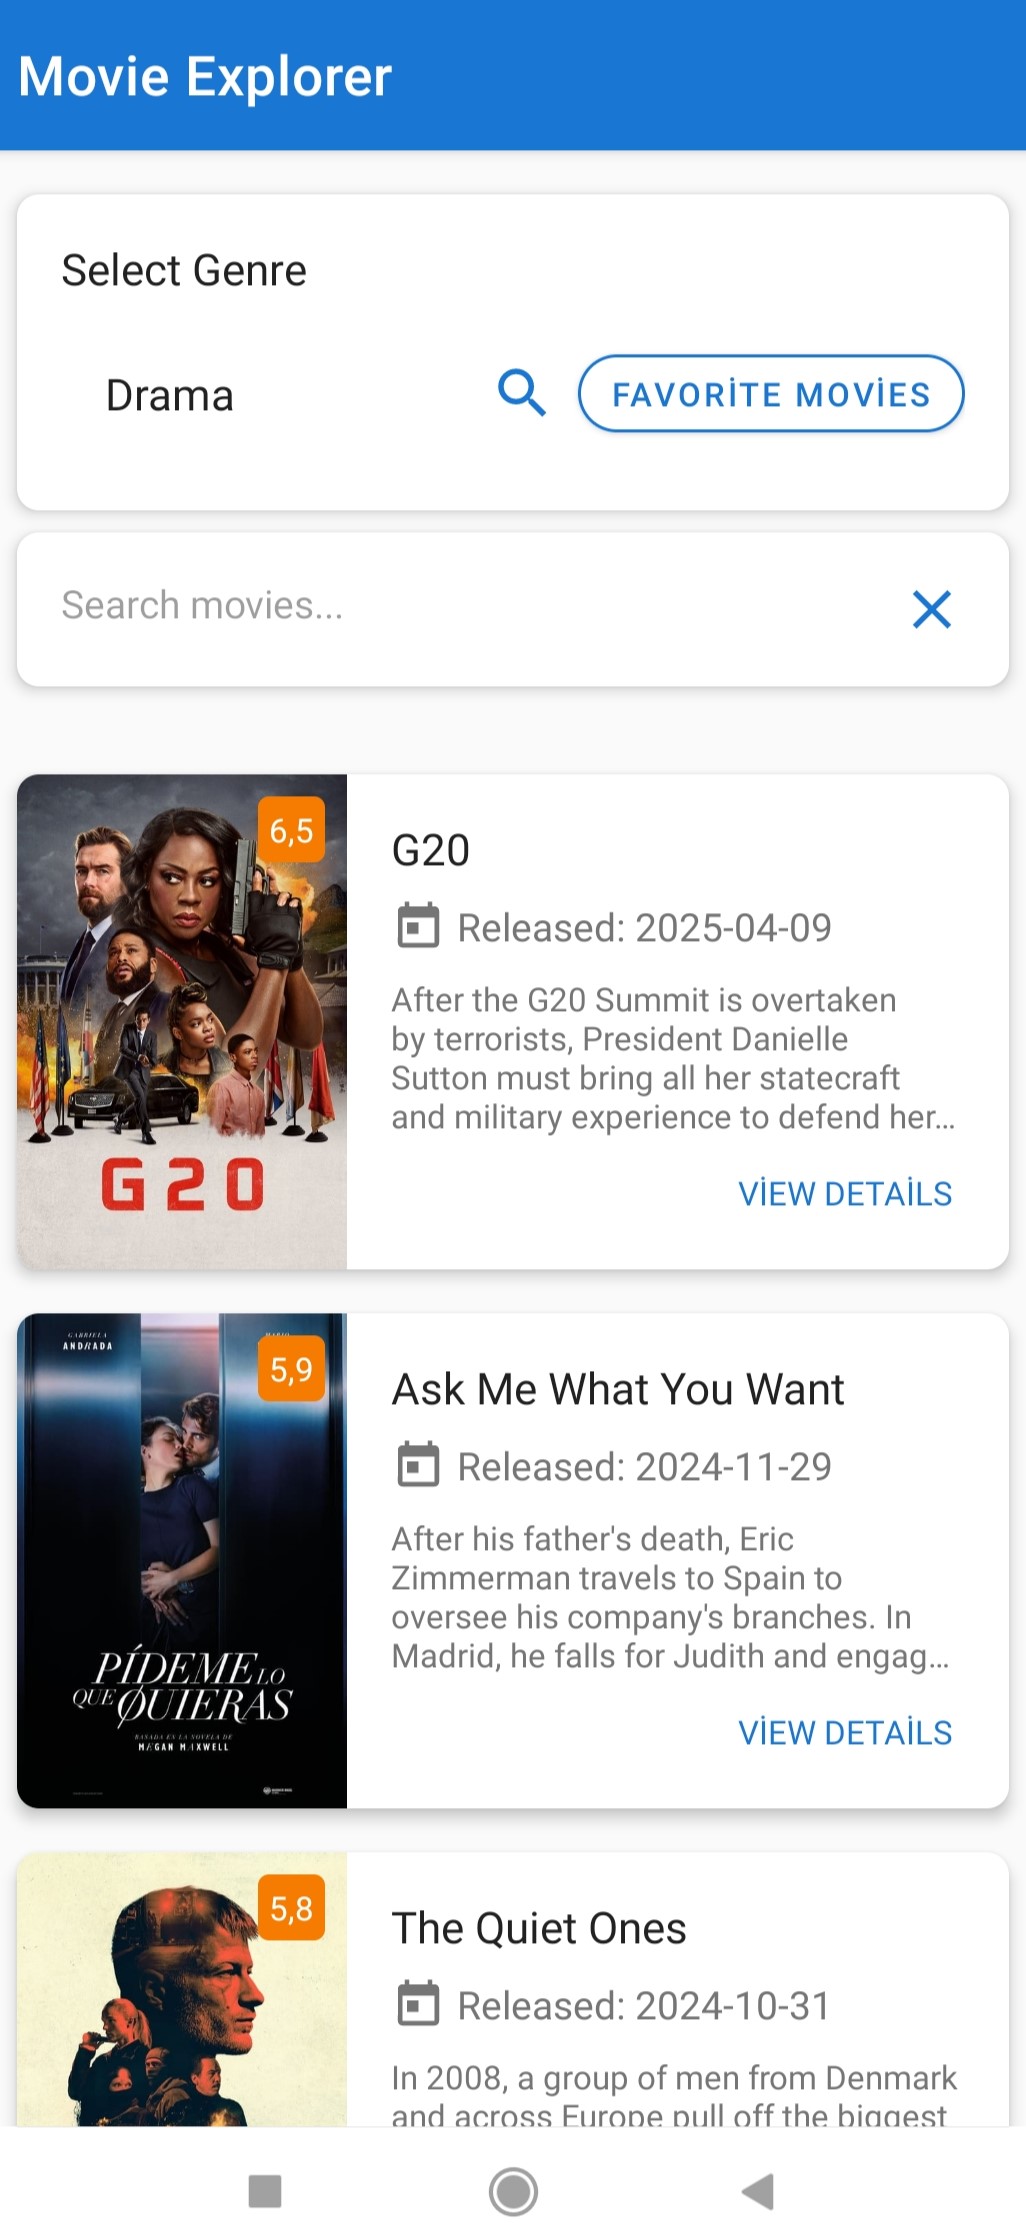 Movie Explorer
Select Genre
Drama
FAVORİTE MOVİES
Search movies...
6,5
G20
Released: 2025-04-09
After the G20 Summit is overtaken
by terrorists, President Danielle
Sutton must bring all her statecraft
and military experience to defend her...
VİEW DETAİLS
G20
GABRIELA
ANDRADA
5,9
Ask Me What You Want
Released: 2024-11-29
After his father's death, Eric
Zimmerman travels to Spain to
oversee his company's branches. In
Madrid, he falls for Judith and engag...
VİEW DETAİLS
PÍDEME LO
QUE QUIERAS
BASADA EN LA NOVELA DE
MEGAN MAXWELL
5,8
The Quiet Ones
Released: 2024-10-31
In 2008, a group of men from Denmark
and across Europe pull off the biggest